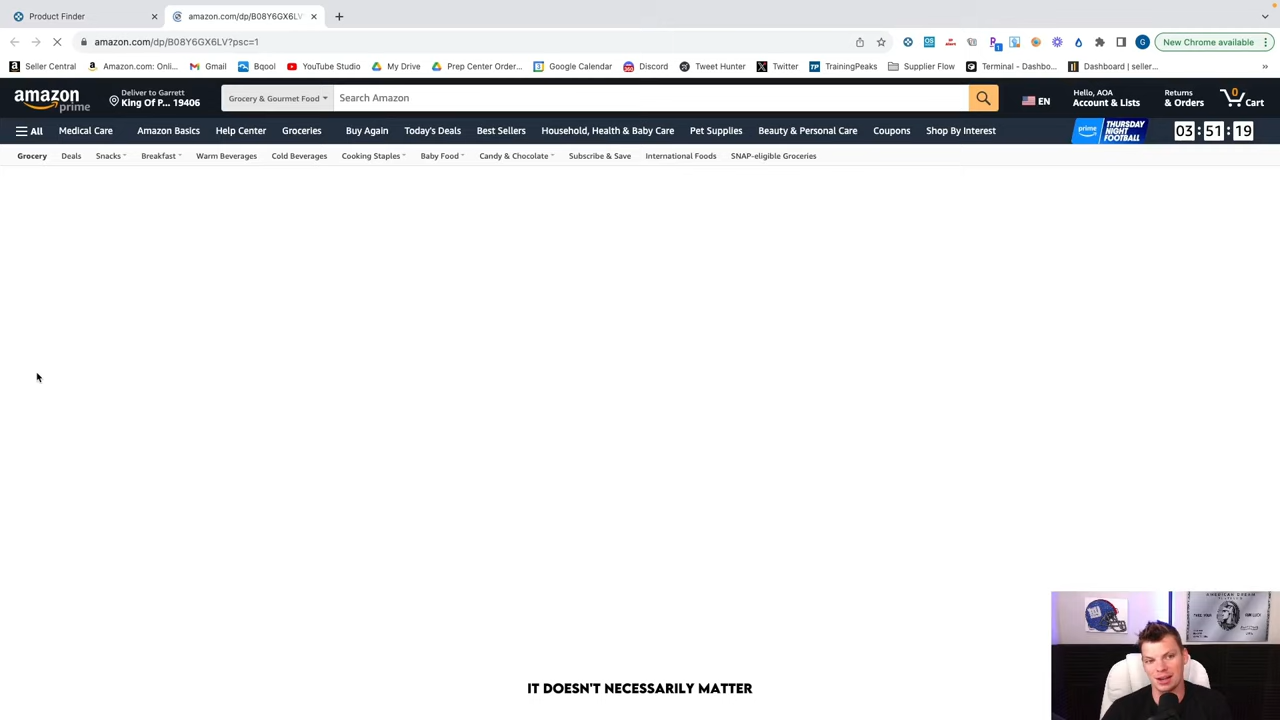 Product Finder
amazon.com/dp/B08Y6GX6LV
amazon.com/dp/B08Y6GX6LV?psc=1
New Chrome available
Seller Central
Amazon.com: Onli...
Gmail
Bqool
YouTube Studio
My Drive
Prep Center Order...
Google Calendar
Discord
Tweet Hunter
Twitter
TrainingPeaks
Supplier Flow
Terminal - Dashbo...
Dashboard | seller...
amazon prime
Deliver to Garrett
King Of P... 19406
Grocery & Gourmet Food
Search Amazon
EN
Hello, AOA
Account & Lists
Returns
& Orders
0
Cart
All
Medical Care
Amazon Basics
Help Center
Groceries
Buy Again
Today's Deals
Best Sellers
Household, Health & Baby Care
Pet Supplies
Beauty & Personal Care
Coupons
Shop By Interest
prime
THURSDAY
NIGHT
FOOTBALL
03 : 51 : 19
Grocery
Deals
Snacks
Breakfast
Warm Beverages
Cold Beverages
Cooking Staples
Baby Food
Candy & Chocolate
Subscribe & Save
International Foods
SNAP-eligible Groceries
AMERICAN DREAM
IT DOESN'T NECESSARILY MATTER